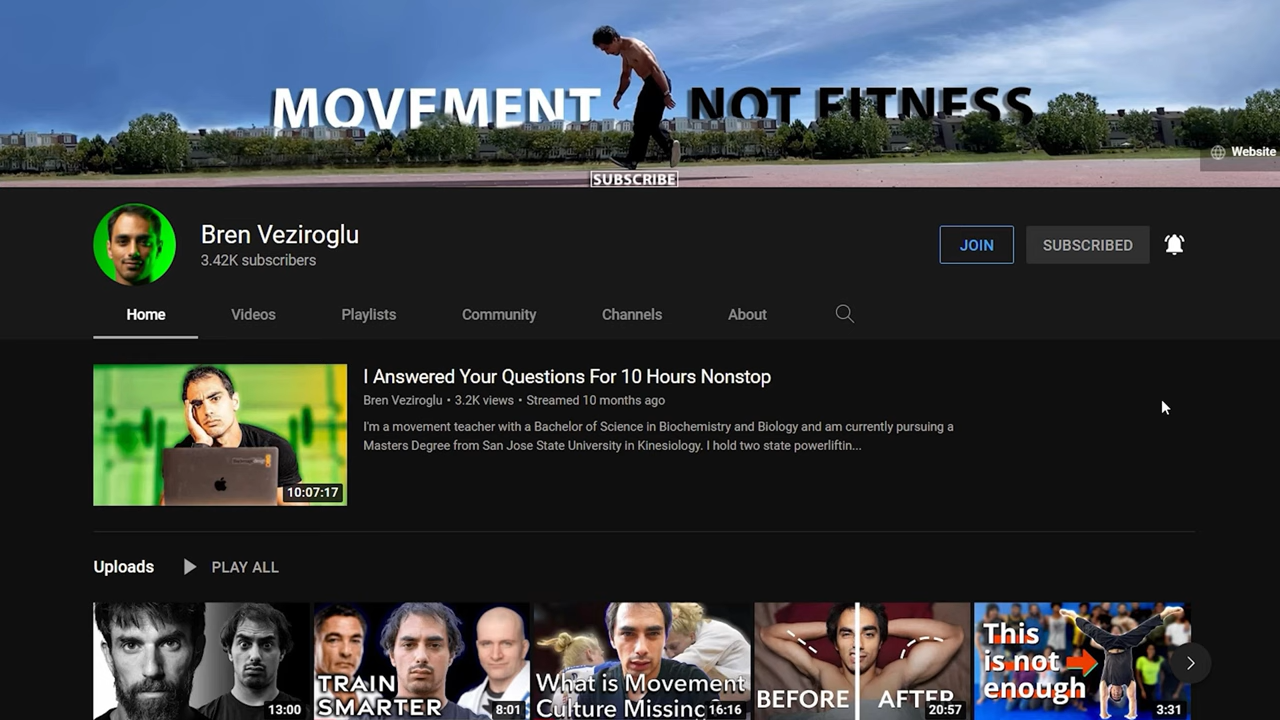 MOVEMENT NOT FITNESS
SUBSCRIBE
Website
Bren Veziroglu
3.42K subscribers
JOIN
SUBSCRIBED
Home
Videos
Playlists
Community
Channels
About
I Answered Your Questions For 10 Hours Nonstop
Bren Veziroglu • 3.2K views • Streamed 10 months ago
I'm a movement teacher with a Bachelor of Science in Biochemistry and Biology and am currently pursuing a
Masters Degree from San Jose State University in Kinesiology. I hold two state powerliftin...
10:07:17
Uploads
PLAY ALL
13:00
TRAIN
SMARTER
8:01
What is Movement
Culture Missing
16:16
BEFORE
AFTER
20:57
This
is not
enough
3:31